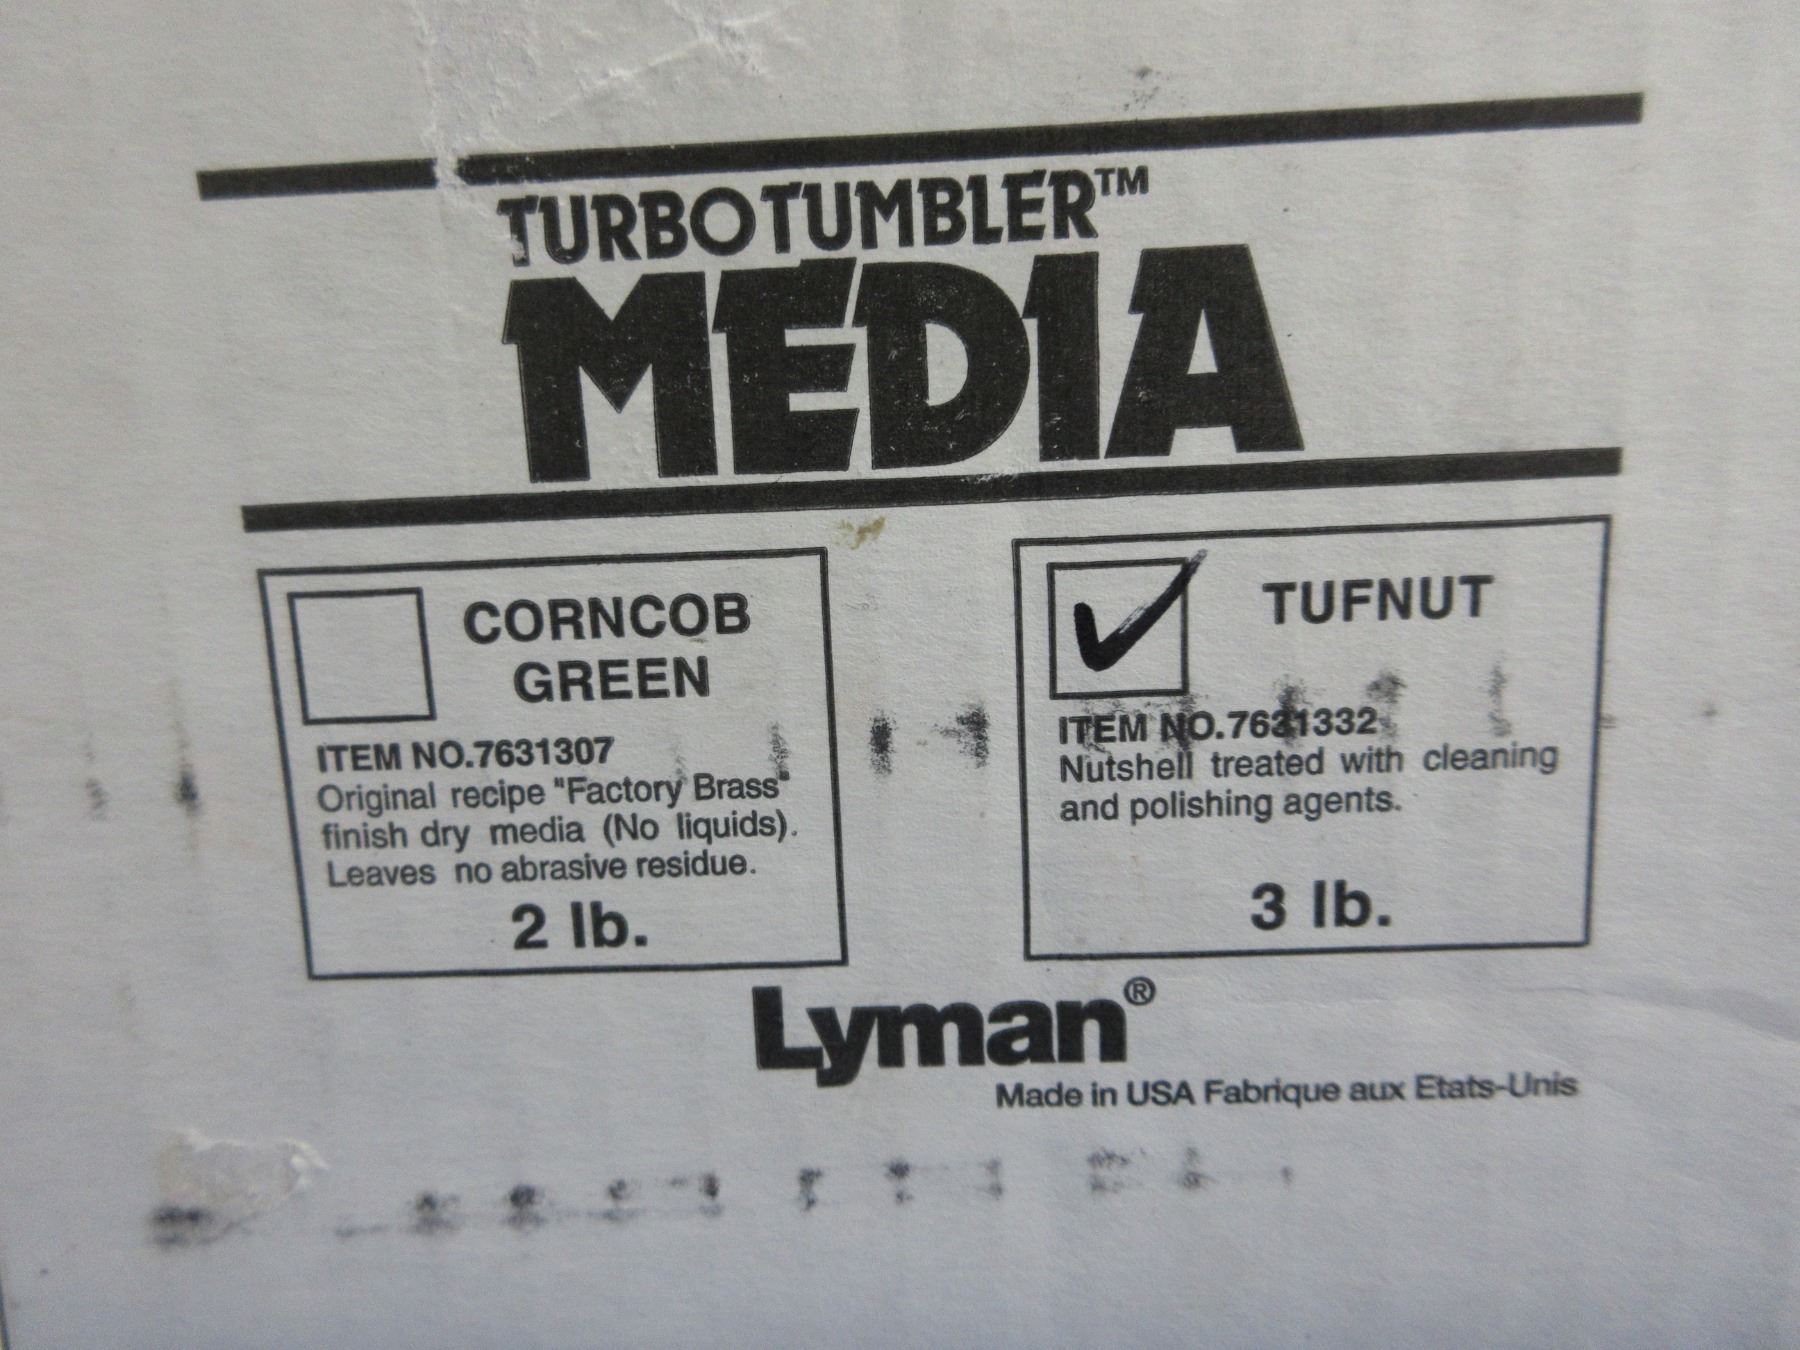 TURBO TUMBLER™
MEDIA
CORNCOB
GREEN
ITEM NO.7631307
Original recipe "Factory Brass"
finish dry media (No liquids).
Leaves no abrasive residue.
2 lb.
TUFNUT
ITEM NO.7631332
Nutshell treated with cleaning
and polishing agents.
3 lb.
Lyman®
Made in USA Fabrique aux Etats-Unis